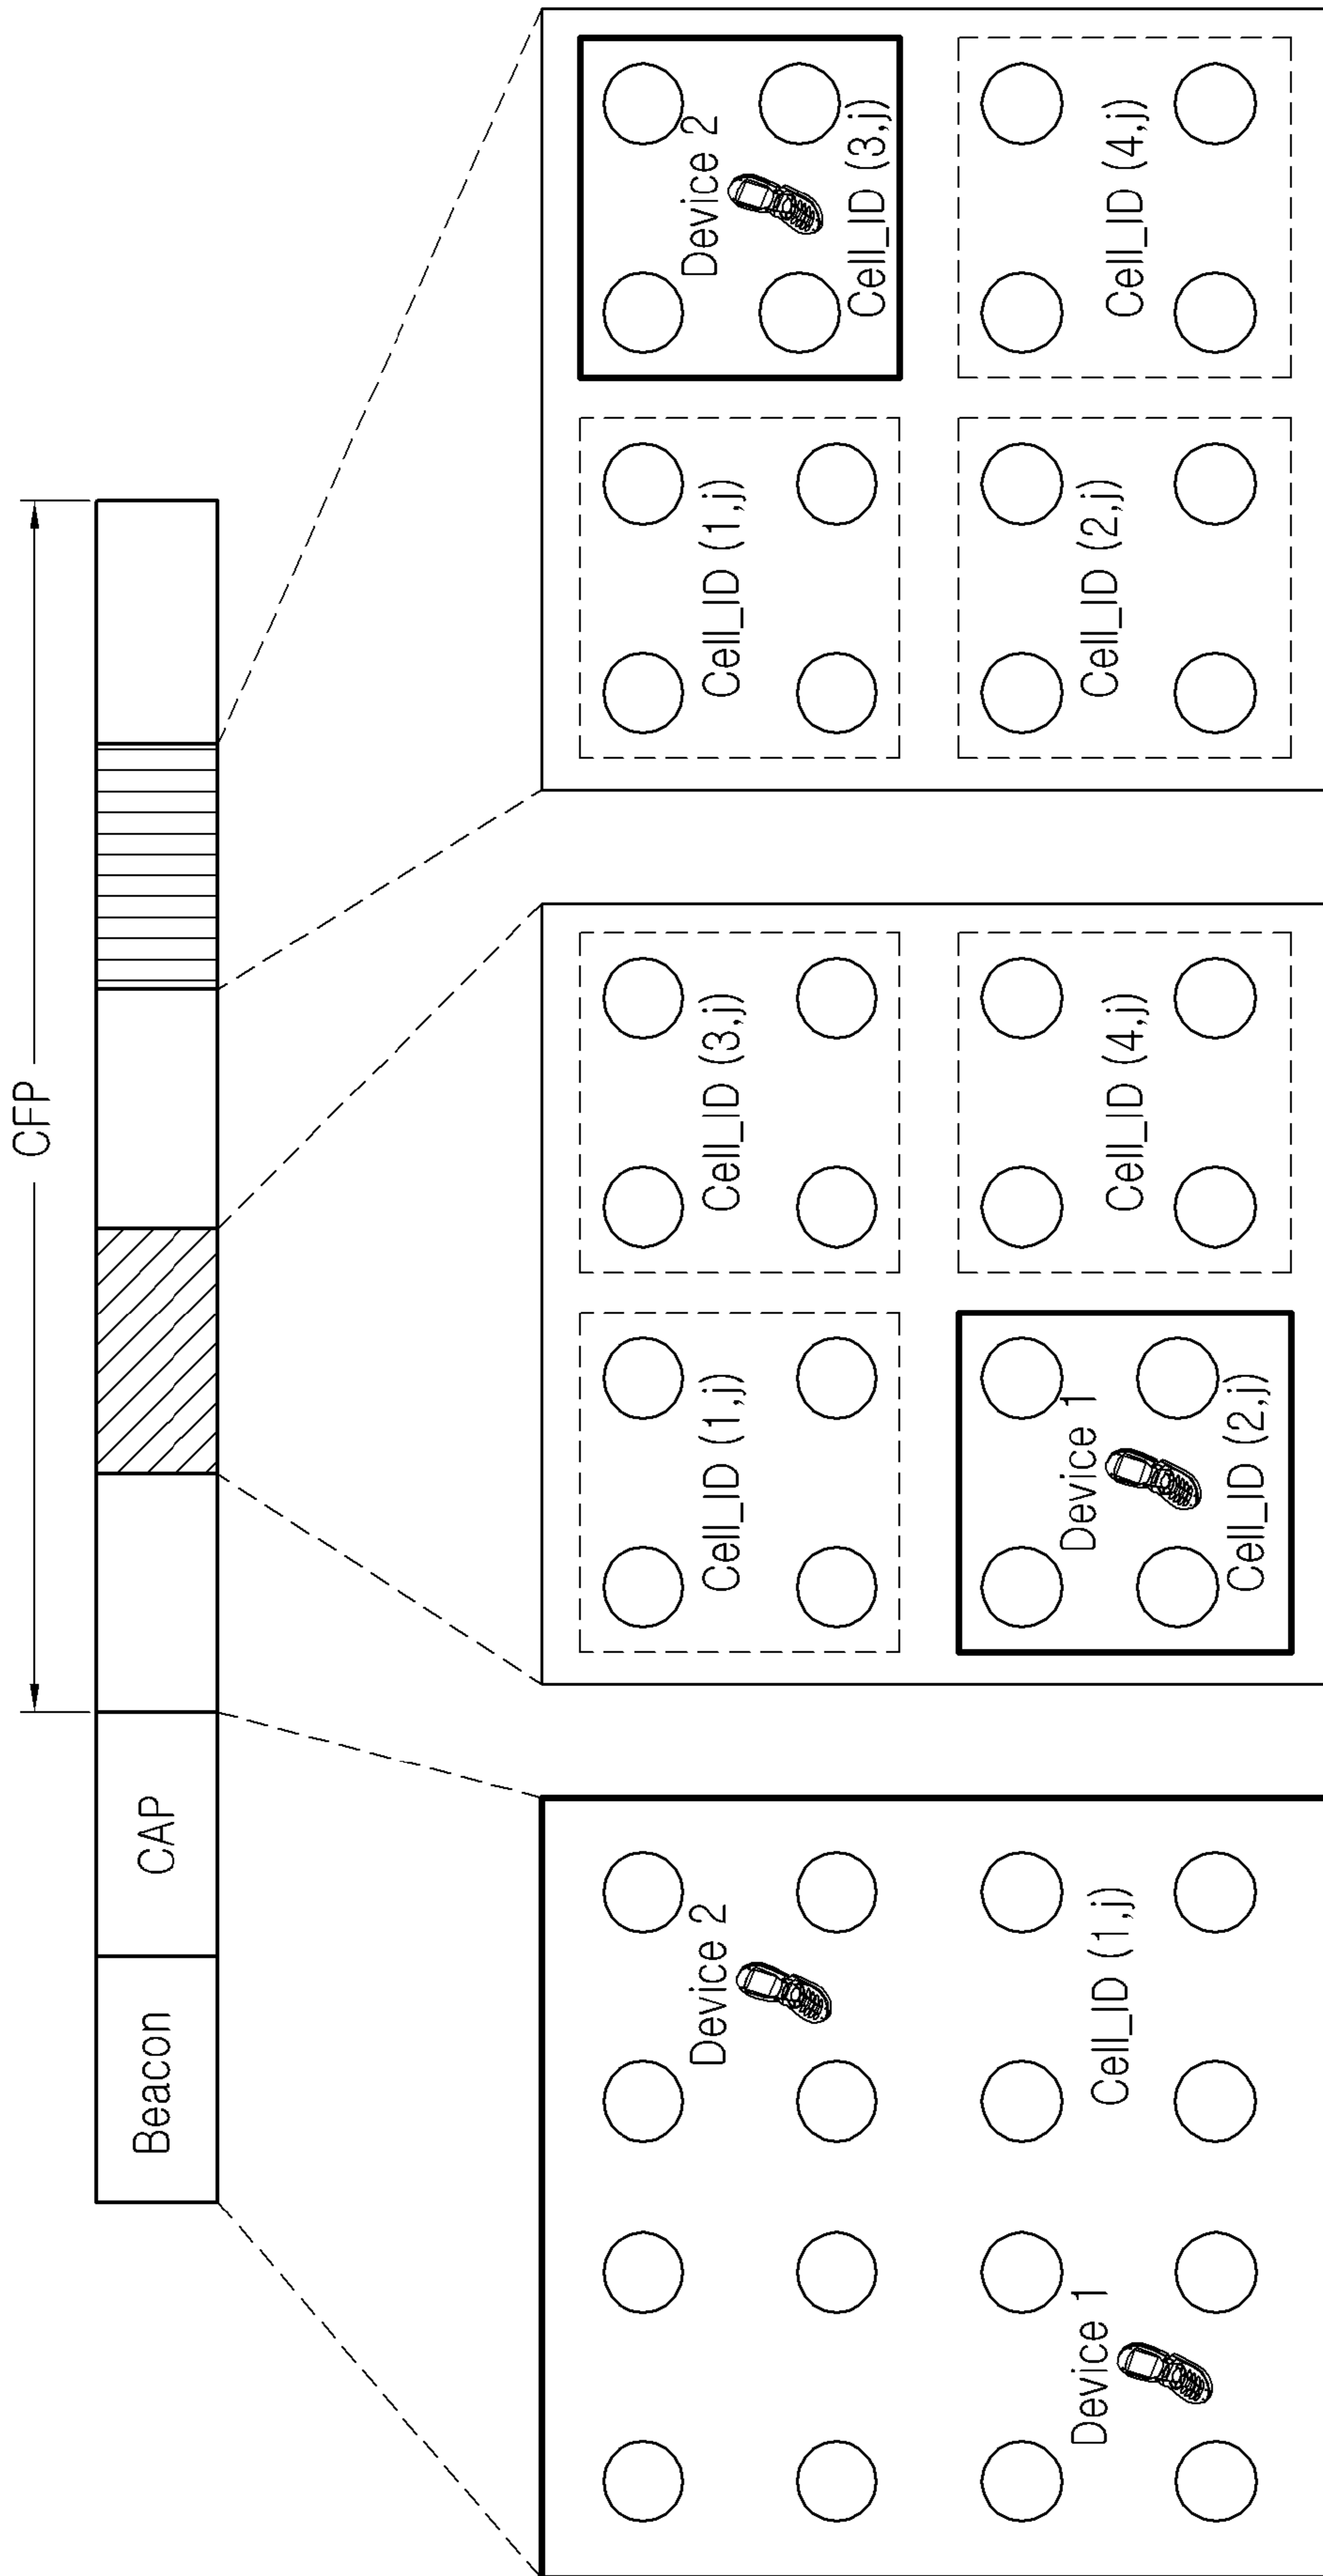 CFP
Beacon
CAP
Device 2
Device 1
Cell_ID (1,j)
Cell_ID (1,j)
Cell_ID (3,j)
Device 1
Cell_ID (2,j)
Cell_ID (4,j)
Cell_ID (1,j)
Device 2
Cell_ID (3,j)
Cell_ID (2,j)
Cell_ID (4,j)